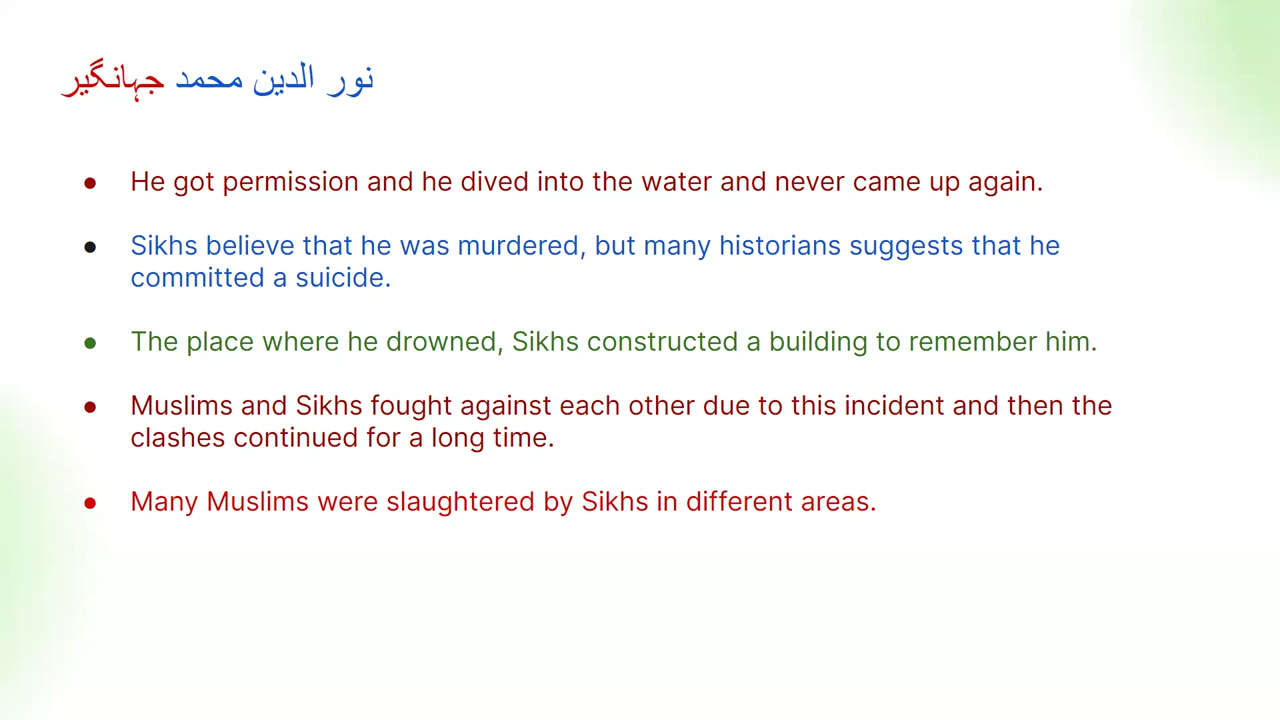 نور الدین محمد جہانگیر
● He got permission and he dived into the water and never came up again.
● Sikhs believe that he was murdered, but many historians suggests that he
committed a suicide.
● The place where he drowned, Sikhs constructed a building to remember him.
● Muslims and Sikhs fought against each other due to this incident and then the
clashes continued for a long time.
● Many Muslims were slaughtered by Sikhs in different areas.